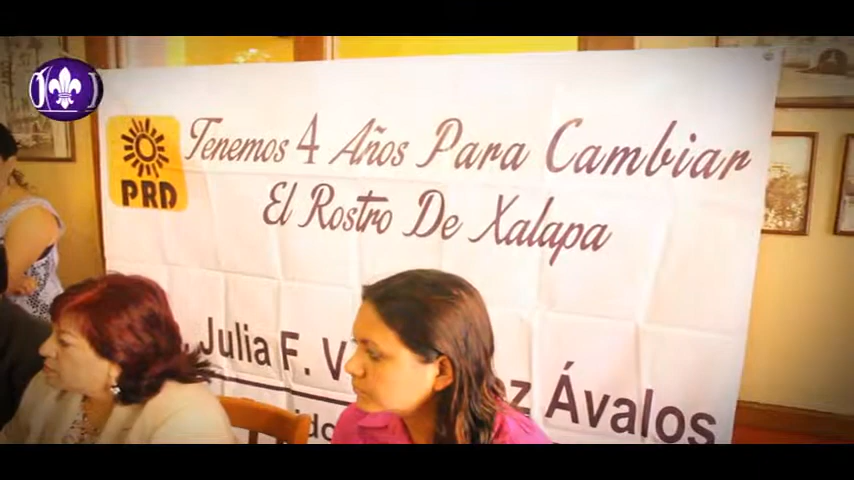 PRD
Tenemos 4 Años Para Cambiar
El Rostro De Xalapa
Julia F. Ávalos